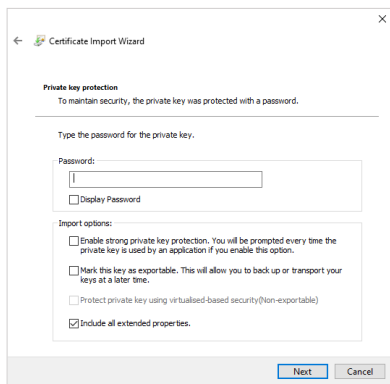 Certificate Import Wizard
Private key protection
To maintain security, the private key was protected with a password.
Type the password for the private key.
Password:
Display Password
Import options:
Enable strong private key protection. You will be prompted every time the
private key is used by an application if you enable this option.
Mark this key as exportable. This will allow you to back up or transport your
keys at a later time.
Protect private key using virtualised-based security(Non-exportable)
Include all extended properties.
Next Cancel